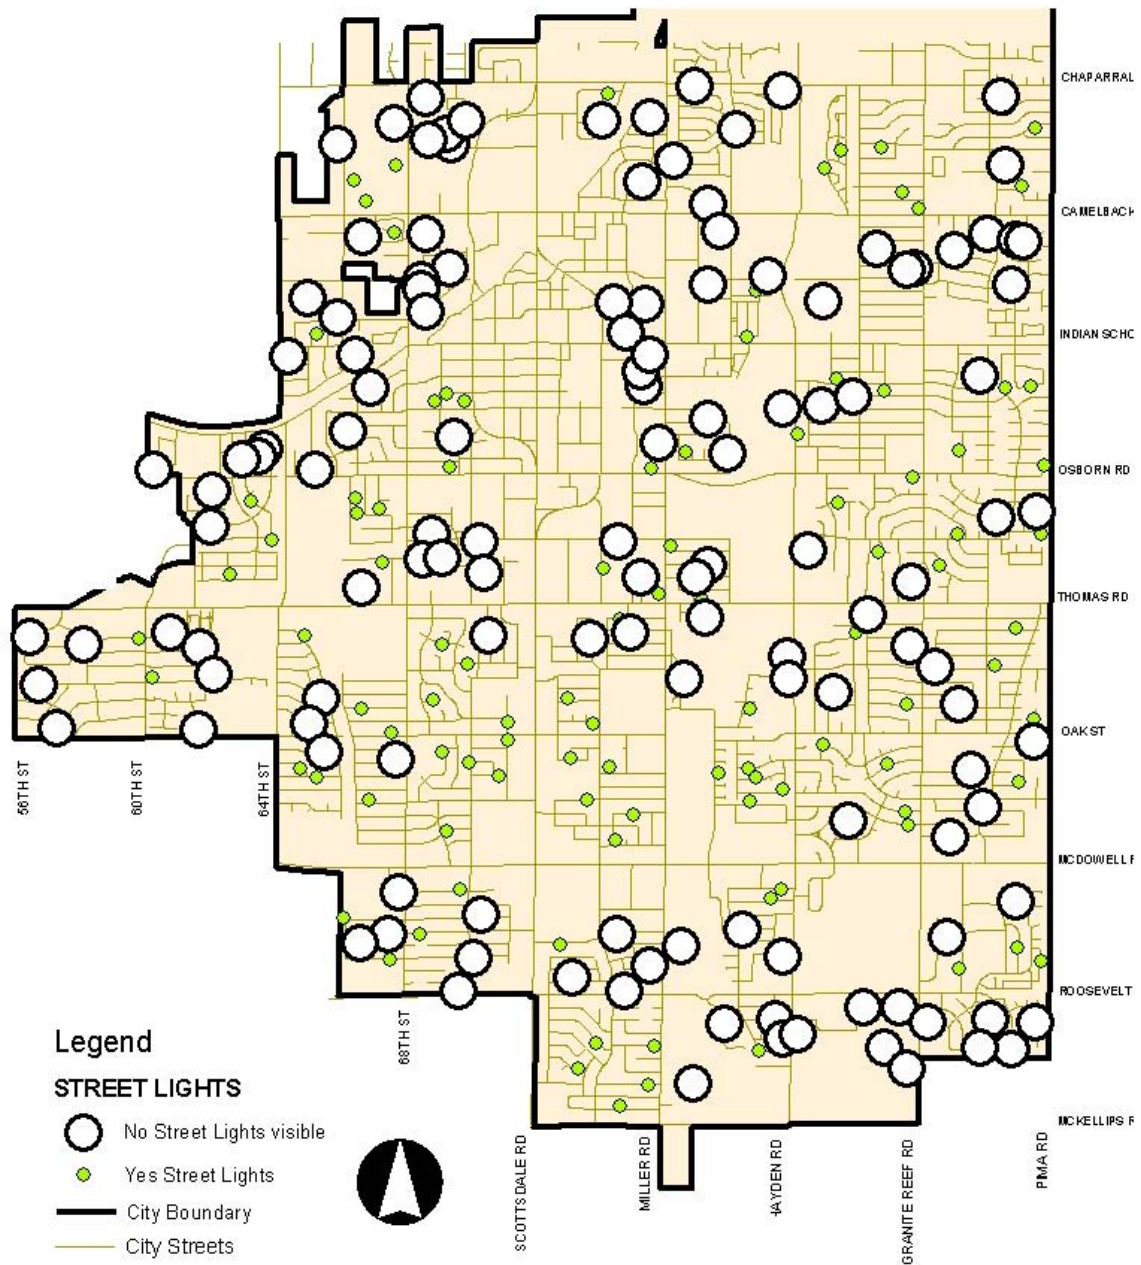 CHAPARRAL
CAMELBACK
INDIAN SCHO
OSBORN RD
THOMAS RD
OAK ST
56TH ST
60TH ST
64TH ST
MCDOWELL R
ROOSEVELT
68TH ST
MCKELLIPS R
SCOTTSDALE RD
MILLER RD
HAYDEN RD
GRANITE REEF RD
PIMA RD
Legend
STREET LIGHTS
No Street Lights visible
Yes Street Lights
City Boundary
City Streets